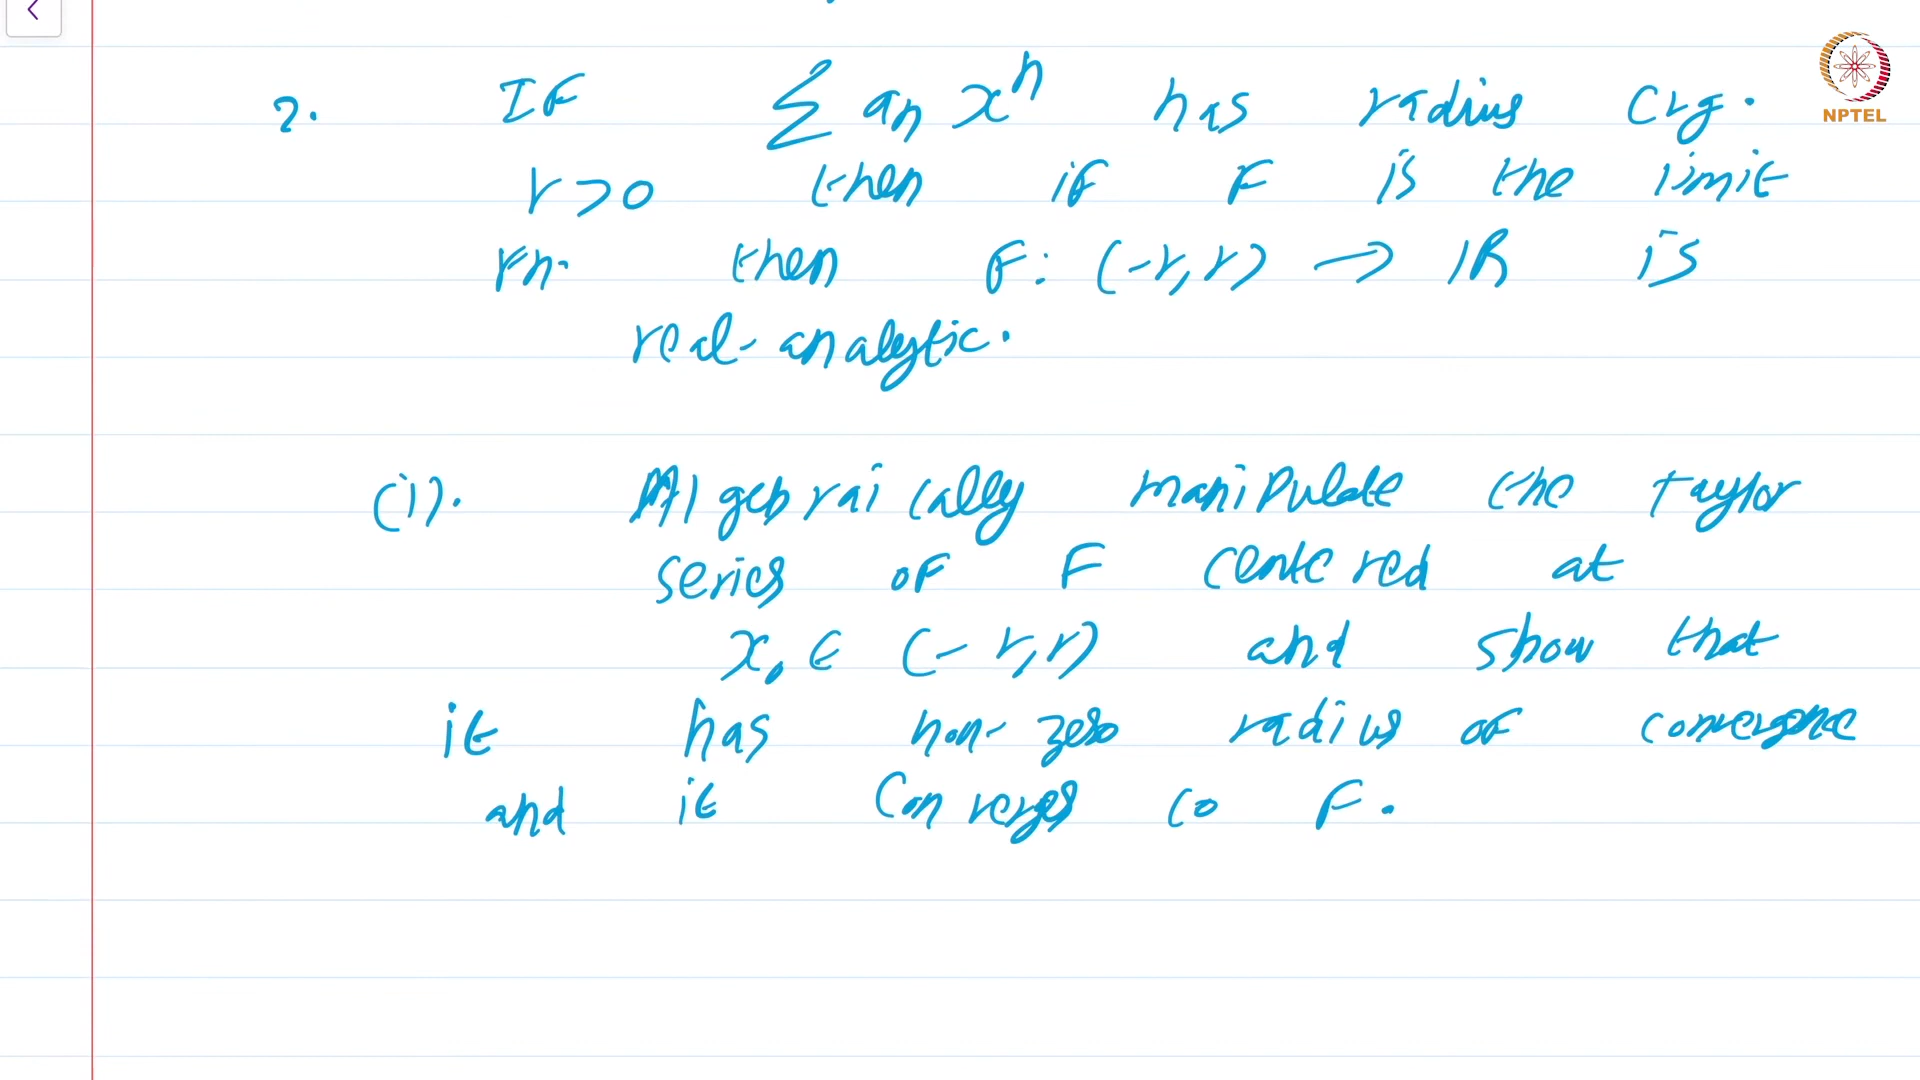 NPTEL
2. If ∑ aₙ xⁿ has radius Crg.
r > 0 then if F is the limit
fn. then F: (-r, r) → ℝ is
real-analytic.
(i). Algebraically manipulate the Taylor
series of F centered at
x₀ ∈ (-r, r) and show that
it has non-zero radius of convergence
and it converges to F.